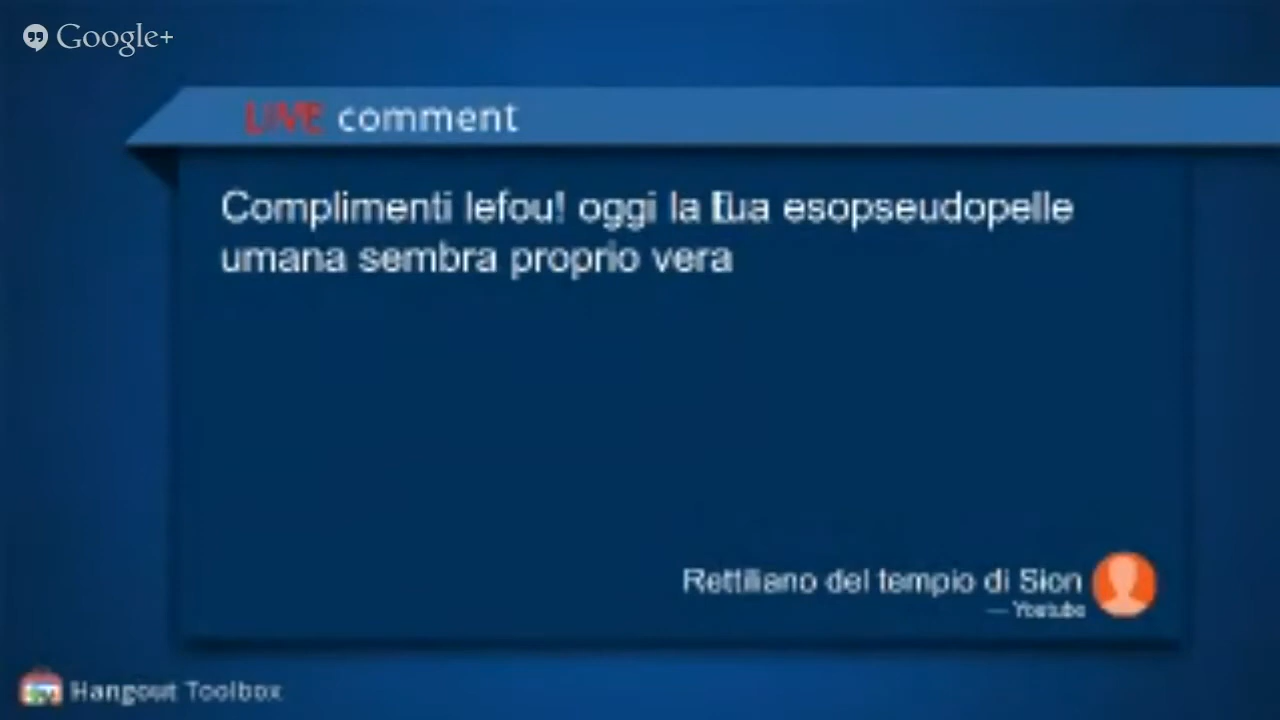 Google+
LIVE comment
Complimenti lefou! oggi la tua esopseudopelle
umana sembra proprio vera
Rettiliano del tempio di Sion
— Youtube
Hangout Toolbox